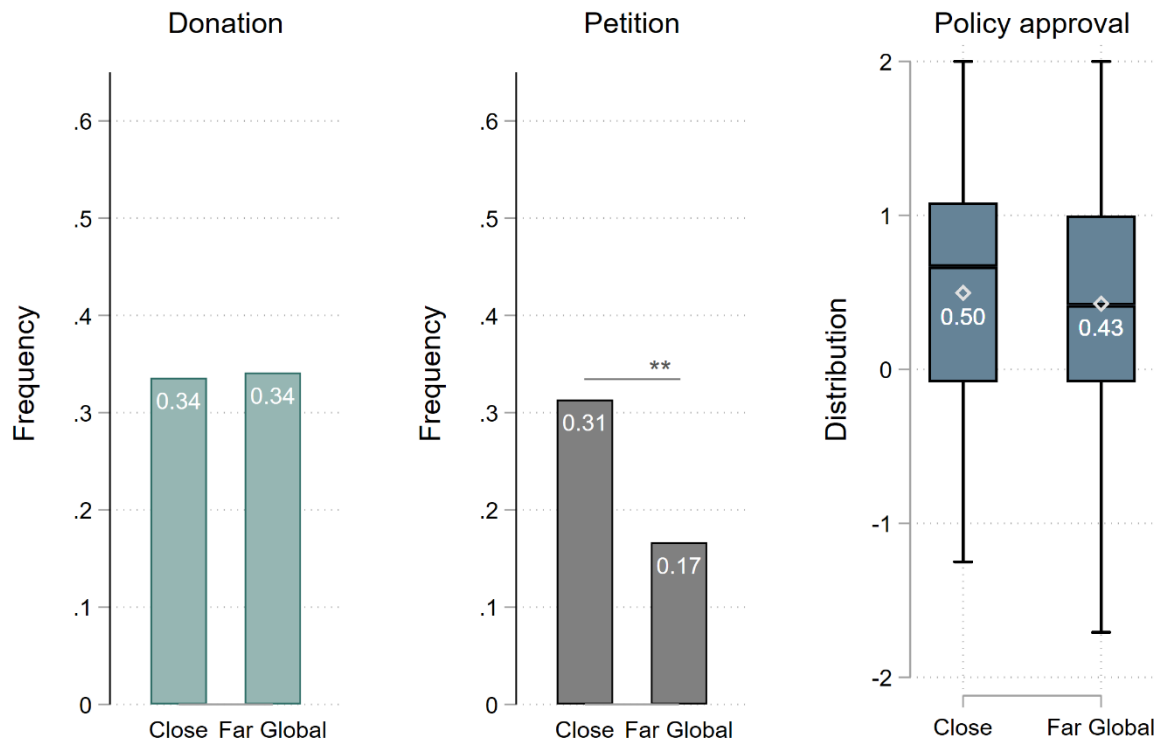 Donation
Frequency
.6
.5
.4
.3
.2
.1
0
0.34
0.34
Close
Far Global
Petition
Frequency
.6
.5
.4
.3
.2
.1
0
**
0.31
0.17
Close
Far Global
Policy approval
Distribution
2
1
0
-1
-2
0.50
0.43
Close
Far Global